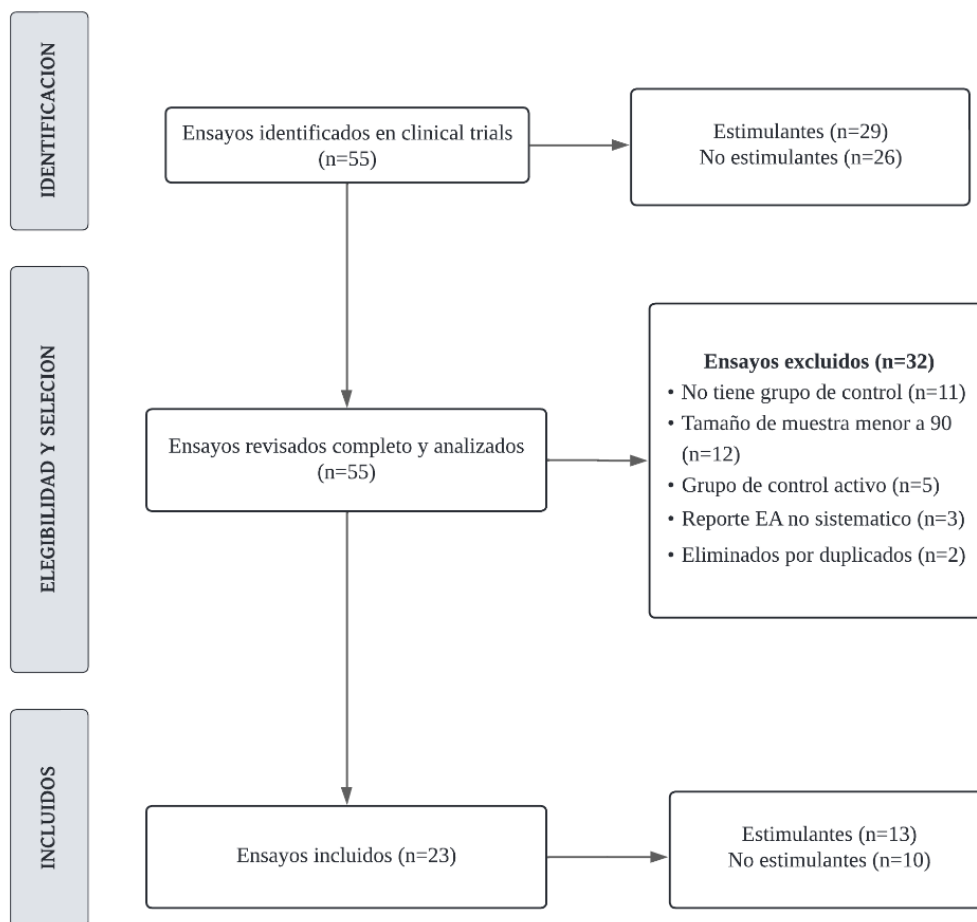 IDENTIFICACION
Ensayos identificados en clinical trials
(n=55)
Estimulantes (n=29)
No estimulantes (n=26)
ELEGIBILIDAD Y SELECION
Ensayos revisados completo y analizados
(n=55)
Ensayos excluidos (n=32)
• No tiene grupo de control (n=11)
• Tamaño de muestra menor a 90
(n=12)
• Grupo de control activo (n=5)
• Reporte EA no sistematico (n=3)
• Eliminados por duplicados (n=2)
INCLUIDOS
Ensayos incluidos (n=23)
Estimulantes (n=13)
No estimulantes (n=10)